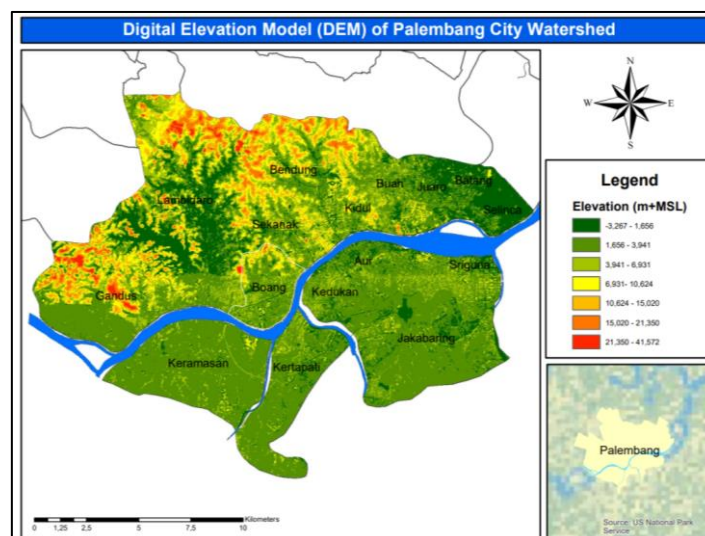 Digital Elevation Model (DEM) of Palembang City Watershed
N
W
E
S
Bendung
Lambidaro
Buah
Juaro
Batang
Selinca
Sekanak
Kidul
Aur
Sriguna
Gandus
Boang
Kedukan
Keramasan
Kertapati
Jakabaring
Legend
Elevation (m+MSL)
-3,267 - 1,656
1,656 - 3,941
3,941 - 6,931
6,931- 10,624
10,624 - 15,020
15,020 - 21,350
21,350 - 41,572
Palembang
Source: US National Park
Service
Kilometers
0 1,25 2,5 5 7,5 10